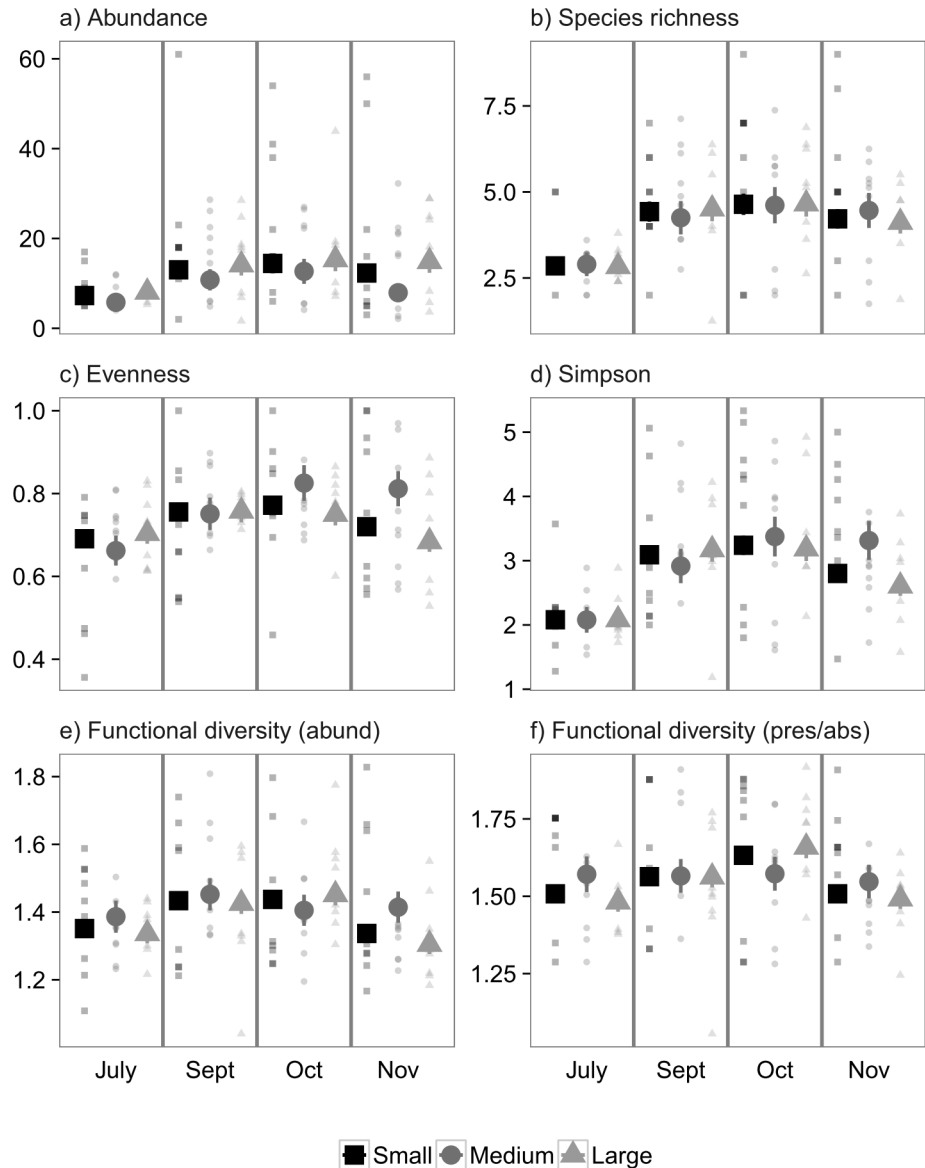 a) Abundance
b) Species richness
60
40
20
0
7.5
5.0
2.5
c) Evenness
d) Simpson
1.0
0.8
0.6
0.4
5
4
3
2
1
e) Functional diversity (abund)
f) Functional diversity (pres/abs)
1.8
1.6
1.4
1.2
1.75
1.50
1.25
July Sept Oct Nov
July Sept Oct Nov
Small Medium Large